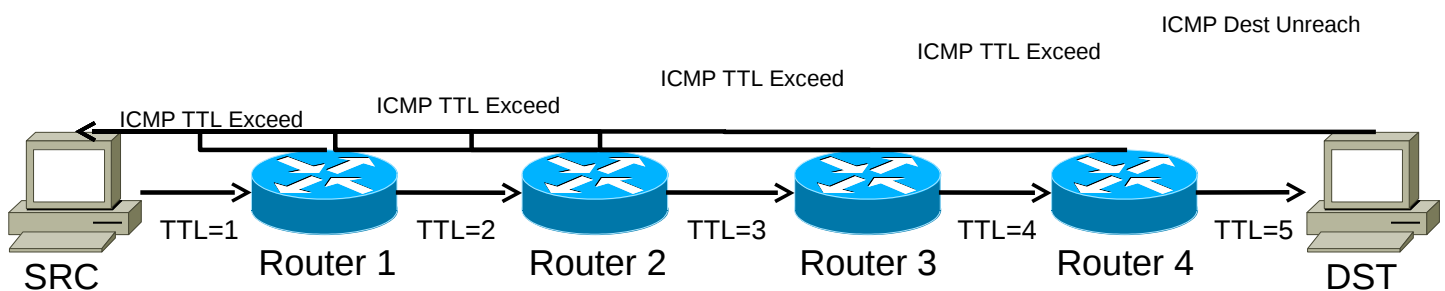 ICMP Dest Unreach
ICMP TTL Exceed
ICMP TTL Exceed
ICMP TTL Exceed
ICMP TTL Exceed
TTL=1
TTL=2
TTL=3
TTL=4
TTL=5
SRC
Router 1
Router 2
Router 3
Router 4
DST